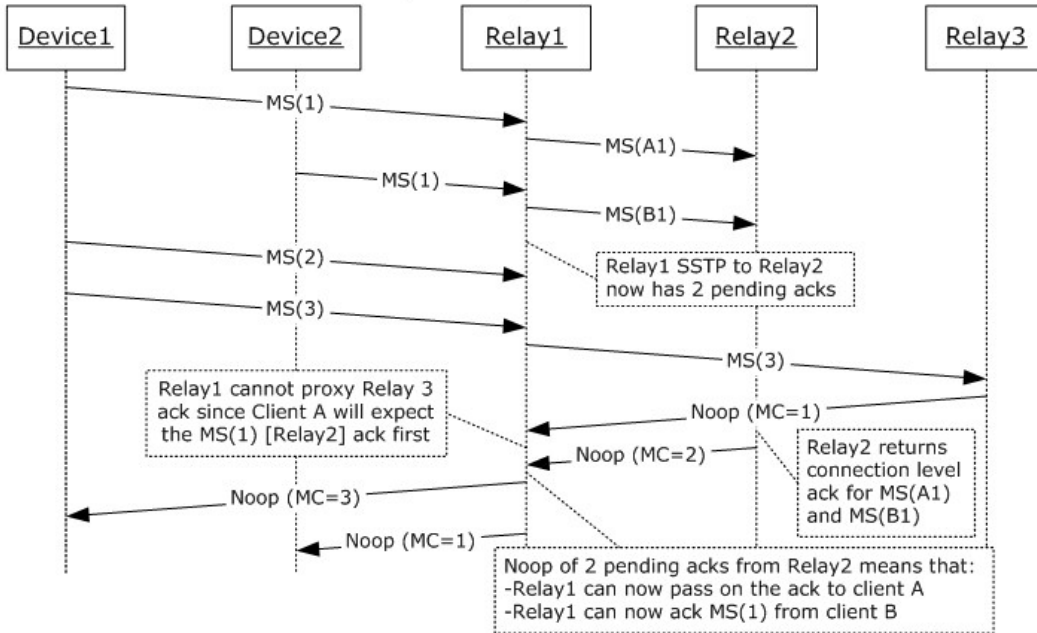 Device1 Device2 Relay1 Relay2 Relay3
MS(1)
MS(A1)
MS(1)
MS(B1)
MS(2)
Relay1 SSTP to Relay2
now has 2 pending acks
MS(3)
MS(3)
Relay1 cannot proxy Relay 3
ack since Client A will expect
the MS(1) [Relay2] ack first
Noop (MC=1)
Noop (MC=2)
Relay2 returns
connection level
ack for MS(A1)
and MS(B1)
Noop (MC=3)
Noop (MC=1)
Noop of 2 pending acks from Relay2 means that:
-Relay1 can now pass on the ack to client A
-Relay1 can now ack MS(1) from client B